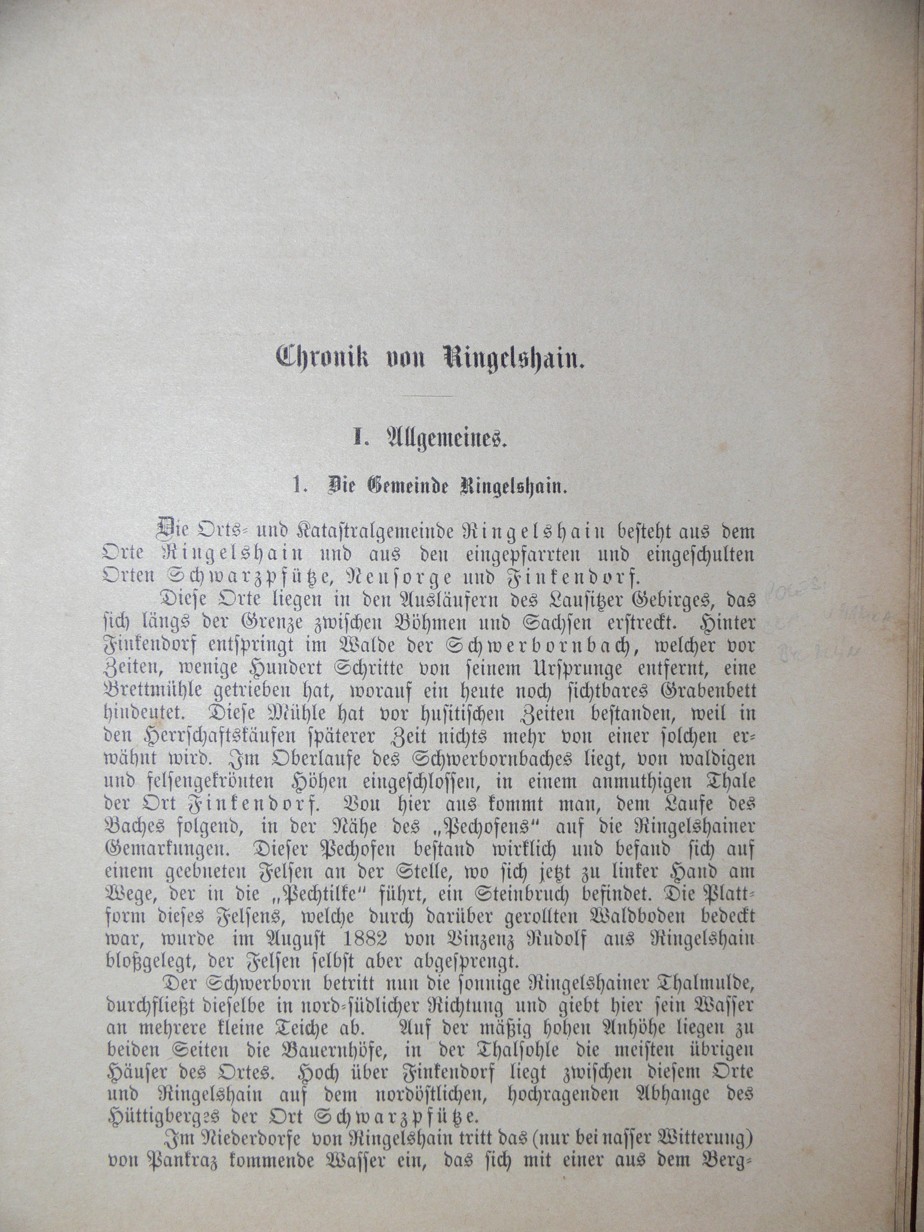 Chronik von Ringelshain.
I. Allgemeines.
1. Die Gemeinde Ringelshain.
Die Orts- und Katastralgemeinde Ringelshain besteht aus dem
Orte Ringelshain und aus den eingepfarrten und eingeschulten
Orten Schwarzpfütze, Neusorge und Finkendorf.
Diese Orte liegen in den Ausläufern des Lausitzer Gebirges, das
sich längs der Grenze zwischen Böhmen und Sachsen erstreckt. Hinter
Finkendorf entspringt im Walde der Schwerbornbach, welcher vor
Zeiten, wenige Hundert Schritte von seinem Ursprunge entfernt, eine
Brettmühle getrieben hat, worauf ein heute noch sichtbares Grabenbett
hindeutet. Diese Mühle hat vor husitischen Zeiten bestanden, weil in
den Herrschaftskäufen späterer Zeit nichts mehr von einer solchen er-
wähnt wird. Im Oberlaufe des Schwerbornbaches liegt, von waldigen
und felsengekrönten Höhen eingeschlossen, in einem anmuthigen Thale
der Ort Finkendorf. Von hier aus kommt man, dem Laufe des
Baches folgend, in der Nähe des „Pechofens“ auf die Ringelshainer
Gemarkungen. Dieser Pechofen bestand wirklich und befand sich auf
einem geebneten Felsen an der Stelle, wo sich jetzt zu linker Hand am
Wege, der in die „Pechtilke“ führt, ein Steinbruch befindet. Die Platt-
form dieses Felsens, welche durch darüber gerollten Waldboden bedeckt
war, wurde im August 1882 von Vinzenz Rudolf aus Ringelshain
bloßgelegt, der Felsen selbst aber abgesprengt.
Der Schwerborn betritt nun die sonnige Ringelshainer Thalmulde,
durchfließt dieselbe in nord-südlicher Richtung und giebt hier sein Wasser
an mehrere kleine Teiche ab. Auf der mäßig hohen Anhöhe liegen zu
beiden Seiten die Bauernhöfe, in der Thalsohle die meisten übrigen
Häuser des Ortes. Hoch über Finkendorf liegt zwischen diesem Orte
und Ringelshain auf dem nordöstlichen, hochragenden Abhange des
Hüttigberges der Ort Schwarzpfütze.
Im Niederdorfe von Ringelshain tritt das (nur bei nasser Witterung)
von Pankraz kommende Wasser ein, das sich mit einer aus dem Berg-